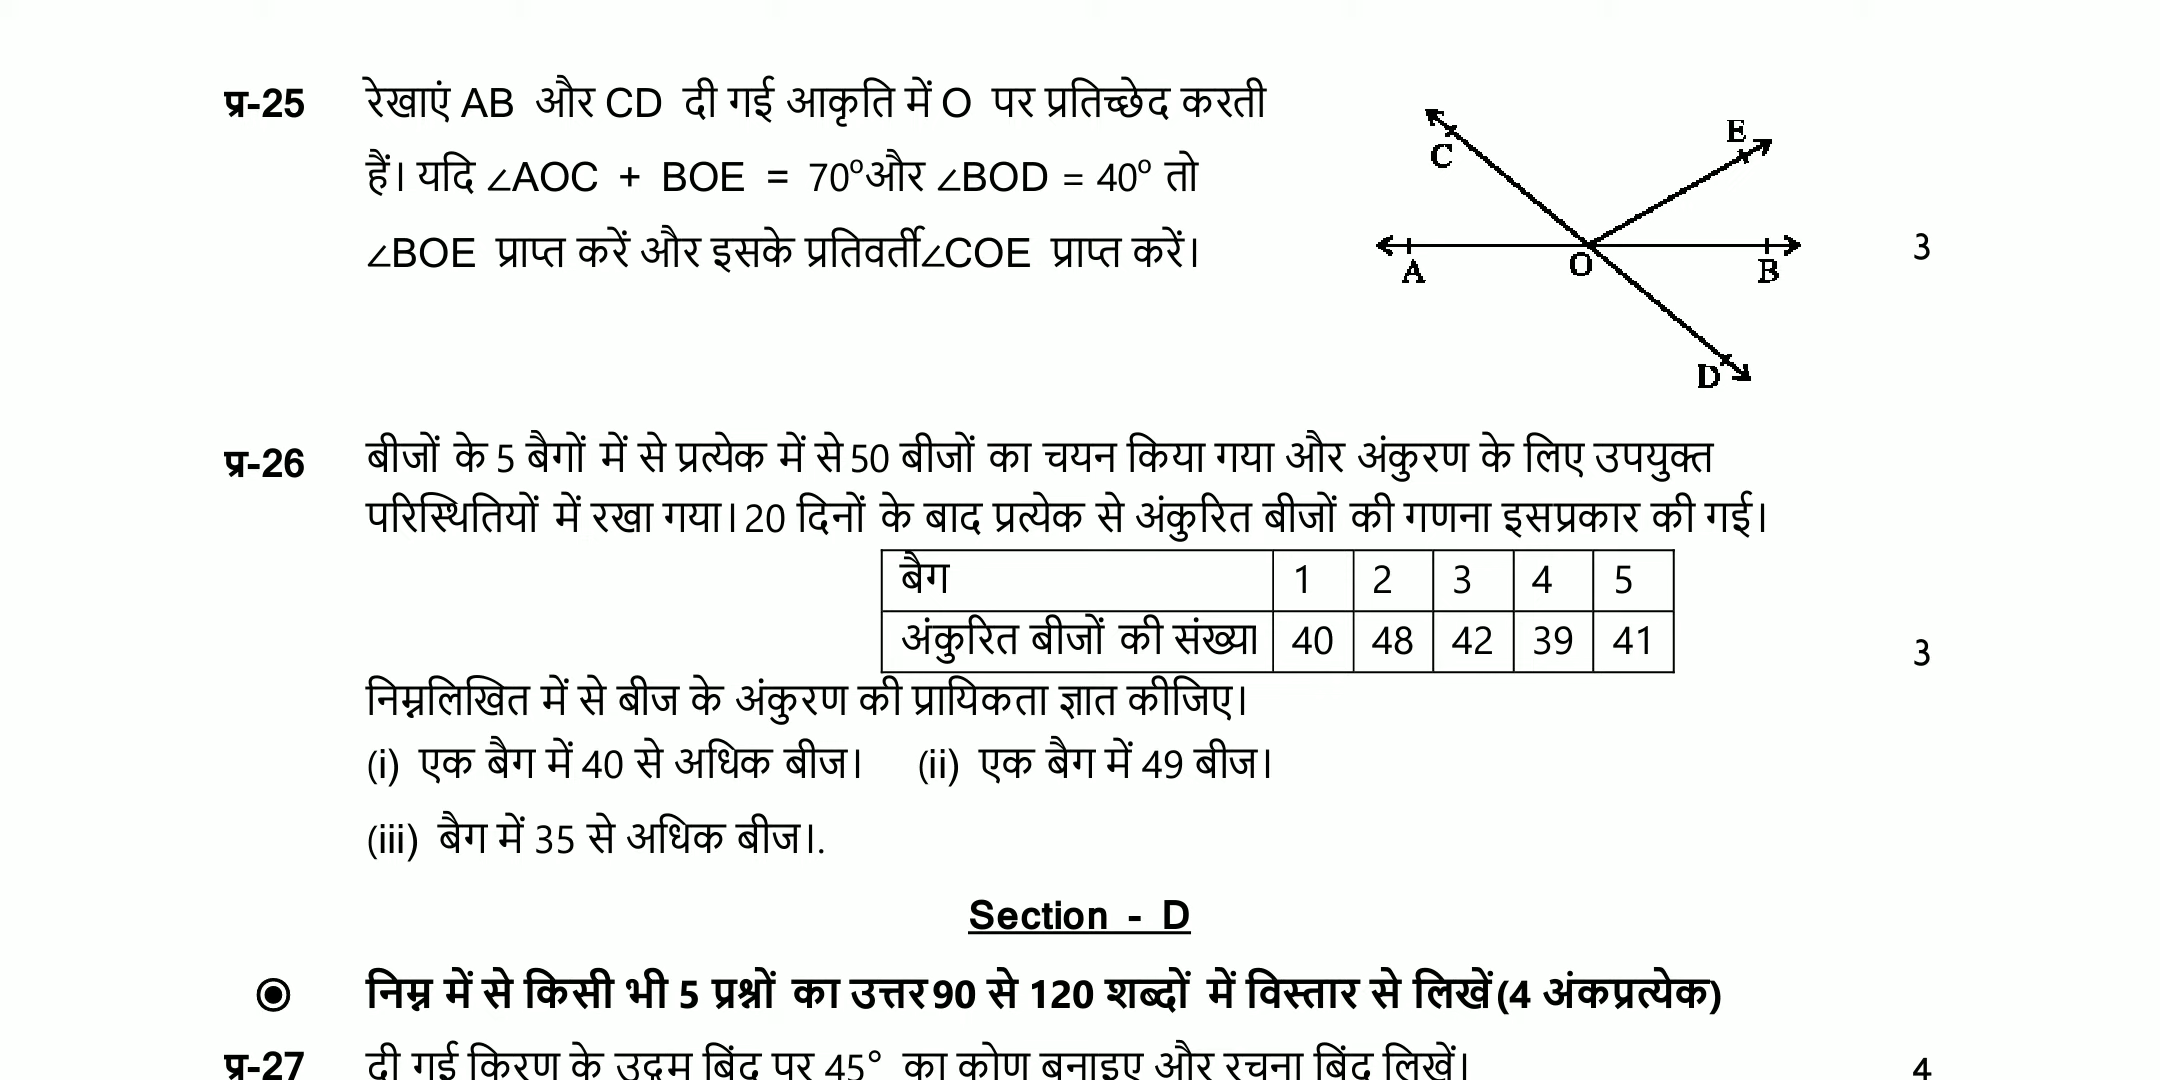 प्र-25 रेखाएं AB और CD दी गई आकृति में O पर प्रतिच्छेद करती
हैं। यदि ∠AOC + BOE = 70º और ∠BOD = 40º तो
∠BOE प्राप्त करें और इसके प्रतिवर्ती∠COE प्राप्त करें।
3
C
E
A
O
B
D
प्र-26 बीजों के 5 बैगों में से प्रत्येक में से 50 बीजों का चयन किया गया और अंकुरण के लिए उपयुक्त
परिस्थितियों में रखा गया। 20 दिनों के बाद प्रत्येक से अंकुरित बीजों की गणना इसप्रकार की गई।
बैग 1 2 3 4 5
अंकुरित बीजों की संख्या 40 48 42 39 41
3
निम्नलिखित में से बीज के अंकुरण की प्रायिकता ज्ञात कीजिए।
(i) एक बैग में 40 से अधिक बीज। (ii) एक बैग में 49 बीज।
(iii) बैग में 35 से अधिक बीज।.
Section - D
निम्न में से किसी भी 5 प्रश्नों का उत्तर 90 से 120 शब्दों में विस्तार से लिखें(4 अंकप्रत्येक)
प्र-27 दी गई किरण के उद्गम बिंदु पर 45° का कोण बनाइए और रचना बिंदु लिखें। 4